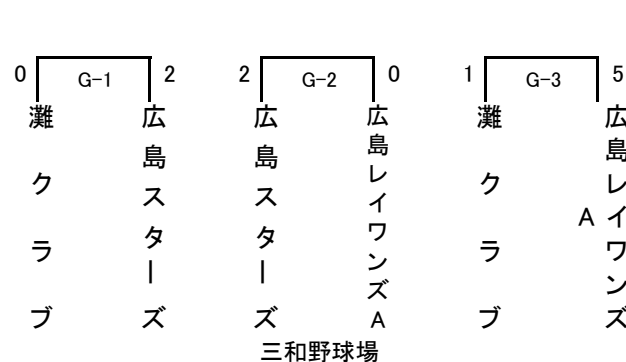 0 G-1 2
2 G-2 0
1 G-3 5
灘クラブ
広島スターズ
広島スターズ
広島レイワンズA
灘クラブ
広島レイワンズA
三和野球場